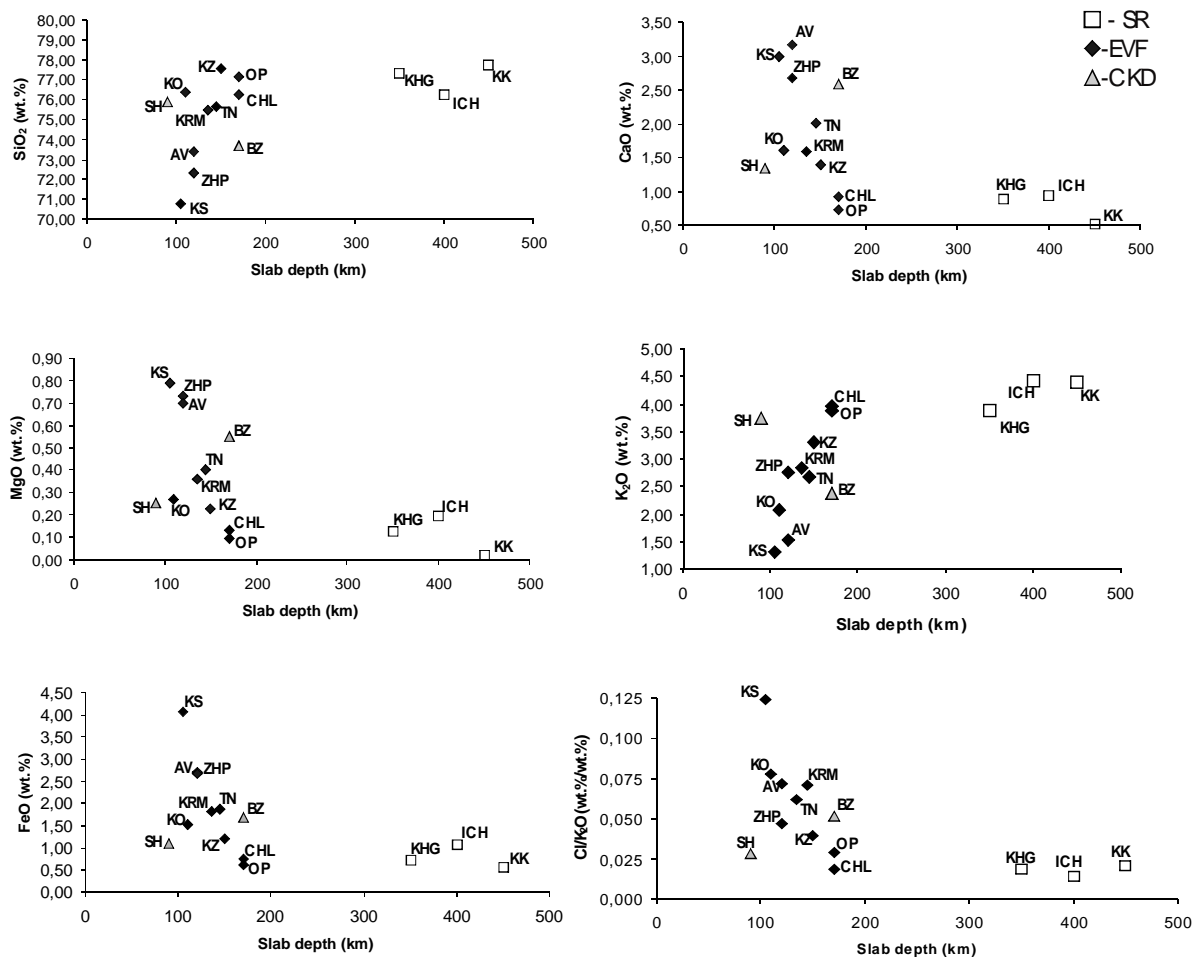 SiO2 (wt.%)
80,00
79,00
78,00
77,00
76,00
75,00
74,00
73,00
72,00
71,00
70,00
KZ
OP
KO
SH
CHL
KRM
TN
AV
BZ
ZHP
KS
KHG
ICH
KK
0
100
200
300
400
500
Slab depth (km)
CaO (wt.%)
3,50
3,00
2,50
2,00
1,50
1,00
0,50
AV
KS
ZHP
BZ
TN
KO
KRM
SH
KZ
CHL
OP
KHG
ICH
KK
0
100
200
300
400
500
Slab depth (km)
- SR
-EVF
-CKD
MgO (wt.%)
0,90
0,80
0,70
0,60
0,50
0,40
0,30
0,20
0,10
0,00
KS
ZHP
AV
BZ
TN
KRM
SH
KO
KZ
CHL
OP
KHG
ICH
KK
0
100
200
300
400
500
Slab depth (km)
K2O (wt.%)
5,00
4,50
4,00
3,50
3,00
2,50
2,00
1,50
1,00
CHL
OP
SH
KZ
ZHP
KRM
TN
BZ
KO
AV
KS
ICH
KHG
KK
0
100
200
300
400
500
Slab depth (km)
FeO (wt.%)
4,50
4,00
3,50
3,00
2,50
2,00
1,50
1,00
0,50
0,00
KS
AV
ZHP
KRM
TN
KO
BZ
SH
KZ
CHL
OP
KHG
ICH
KK
0
100
200
300
400
500
Slab depth (km)
Cl/K2O (wt.%/wt.%)
0,125
0,100
0,075
0,050
0,025
0,000
KS
KO
AV
KRM
TN
BZ
ZHP
KZ
SH
OP
CHL
KHG
ICH
KK
0
100
200
300
400
500
Slab depth (km)